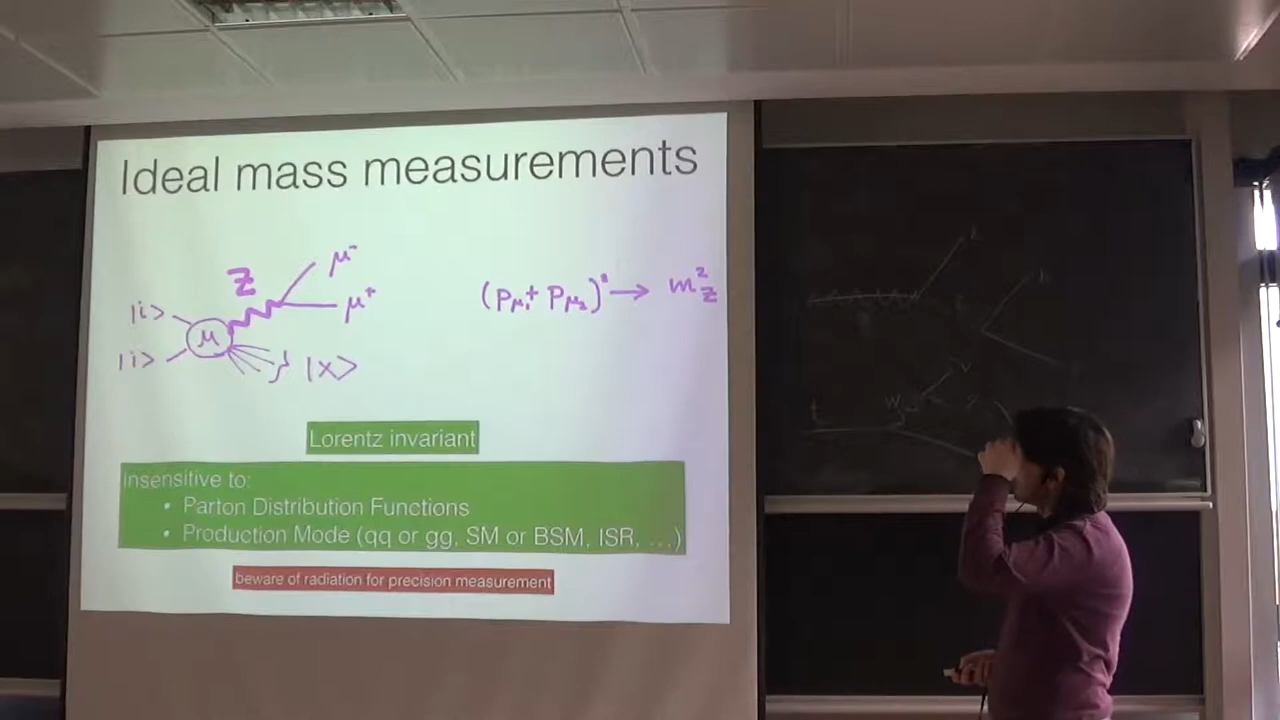 Ideal mass measurements
Z
μ⁻
μ⁺
|i>
|i>
μ
} |X>
(pμ₁ + pμ₂)² → m²z
Lorentz invariant
Insensitive to:
• Parton Distribution Functions
• Production Mode (qq or gg, SM or BSM, ISR, …)
beware of radiation for precision measurement
t
W
ν